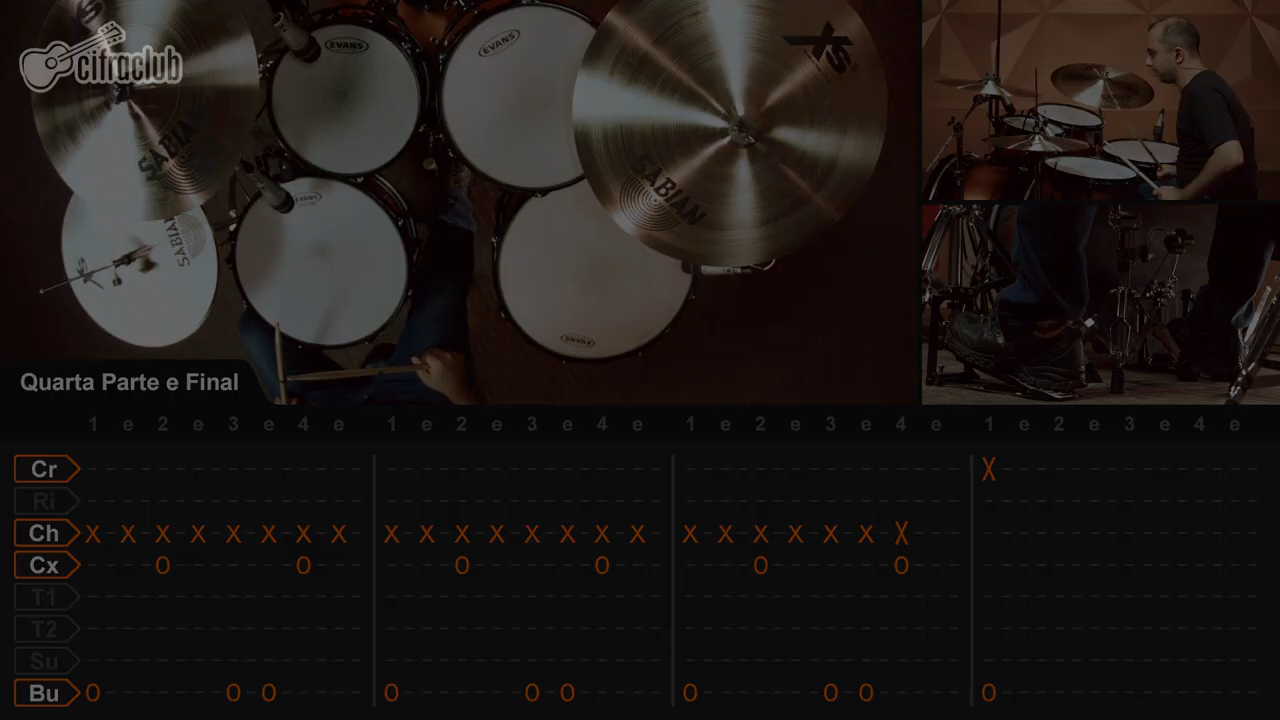 cifraclub
EVANS
EVANS
XS
SABIAN
SABIAN
SABIAN
EVANS
EVANS
Quarta Parte e Final
1 e 2 e 3 e 4 e 1 e 2 e 3 e 4 e 1 e 2 e 3 e 4 e 1 e 2 e 3 e 4 e
Cr X
Ri
Ch X X X X X X X X X X X X X X X X X X X X X X X
Cx O O O O O O
T1
T2
Su
Bu O O O O O O O O O O